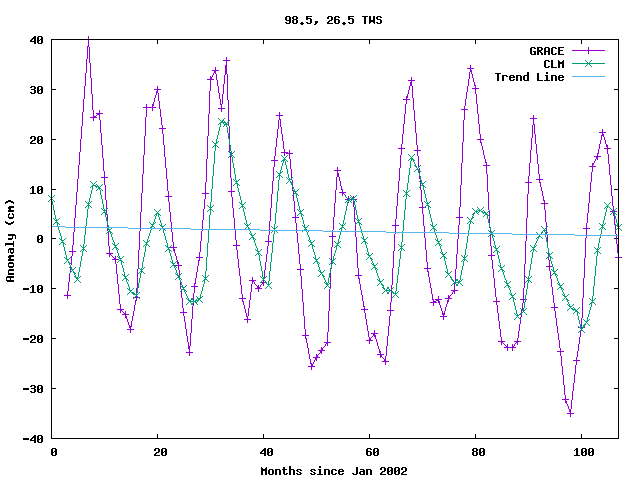 98.5, 26.5 TWS
GRACE
CLM
Trend Line
40
30
20
10
0
-10
-20
-30
-40
Anomaly (cm)
0 20 40 60 80 100
Months since Jan 2002